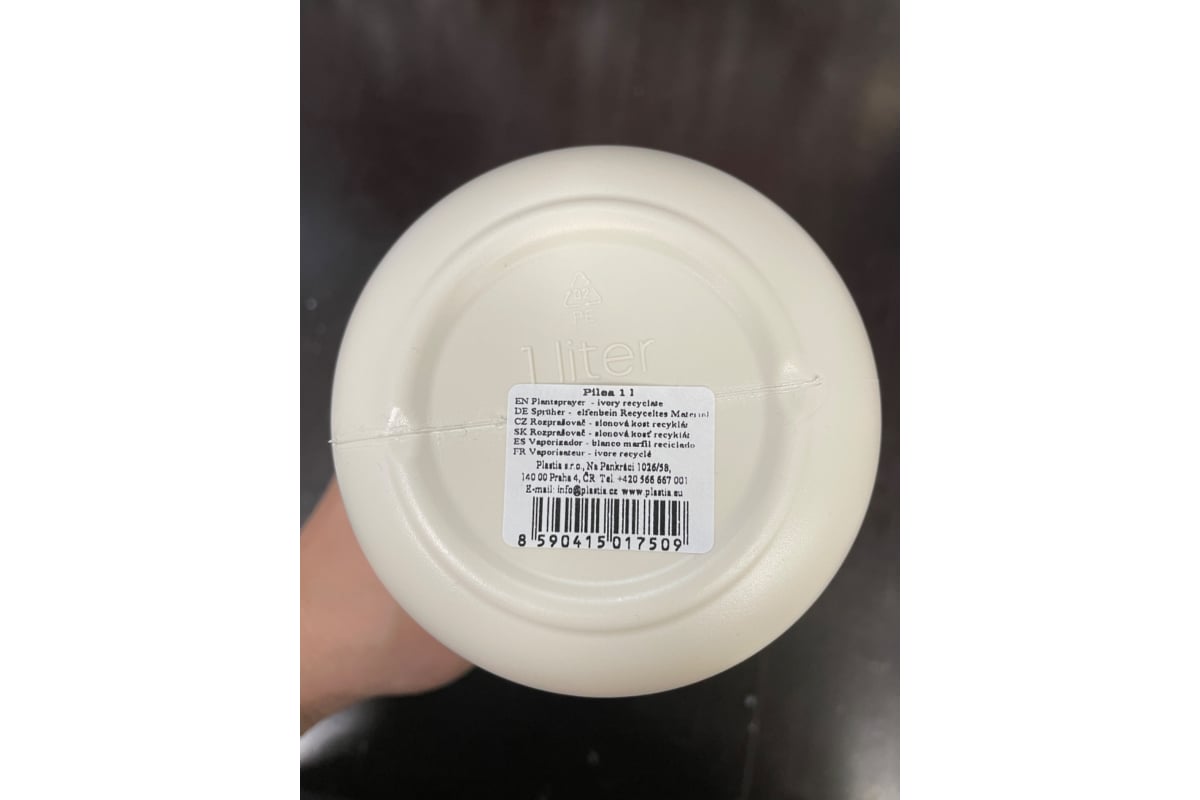 02
PE
1 liter
Pilea 1 l
EN Plantsprayer - ivory recyclate
DE Sprüher - elfenbein Recyceltes Material
CZ Rozprašovač - slonová kost recyklát
SK Rozprašovač - slonová kosť recyklát
ES Vaporizador - blanco marfil reciclado
FR Vaporisateur - ivore recyclé
Plastia s.r.o., Na Pankráci 1026/58,
140 00 Praha 4, ČR. Tel. +420 566 667 001
E-mail: info@plastia.cz www.plastia.eu
8 590415 017509